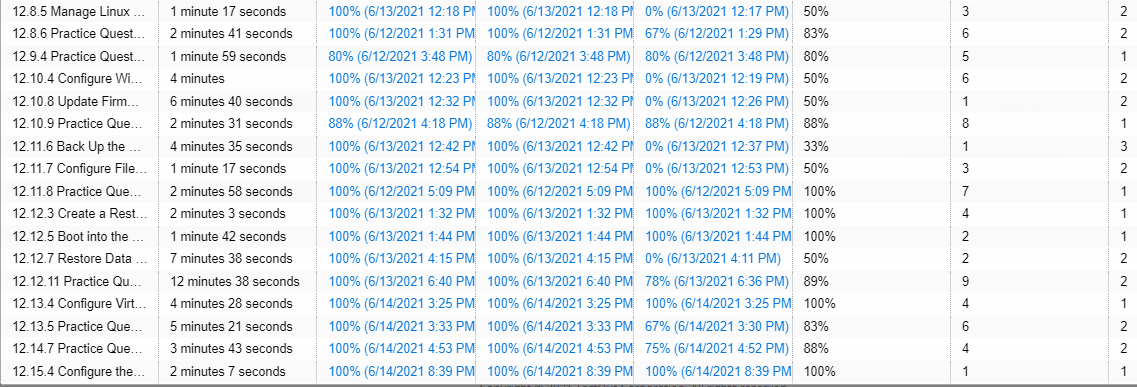 12.8.5 Manage Linux ... 1 minute 17 seconds 100% (6/13/2021 12:18 P 100% (6/13/2021 12:18 P 0% (6/13/2021 12:17 PM) 50% 3 2
12.8.6 Practice Quest... 2 minutes 41 seconds 100% (6/12/2021 1:31 PM 100% (6/12/2021 1:31 PM 67% (6/12/2021 1:29 PM) 83% 6 2
12.9.4 Practice Quest... 1 minute 59 seconds 80% (6/12/2021 3:48 PM) 80% (6/12/2021 3:48 PM) 80% (6/12/2021 3:48 PM) 80% 5 1
12.10.4 Configure Wi... 4 minutes 100% (6/13/2021 12:23 P 100% (6/13/2021 12:23 P 0% (6/13/2021 12:19 PM) 50% 6 2
12.10.8 Update Firm... 6 minutes 40 seconds 100% (6/13/2021 12:32 P 100% (6/13/2021 12:32 P 0% (6/13/2021 12:26 PM) 50% 1 2
12.10.9 Practice Que... 2 minutes 31 seconds 88% (6/12/2021 4:18 PM) 88% (6/12/2021 4:18 PM) 88% (6/12/2021 4:18 PM) 88% 8 1
12.11.6 Back Up the ... 4 minutes 35 seconds 100% (6/13/2021 12:42 P 100% (6/13/2021 12:42 P 0% (6/13/2021 12:37 PM) 33% 1 3
12.11.7 Configure File... 1 minute 17 seconds 100% (6/13/2021 12:54 P 100% (6/13/2021 12:54 P 0% (6/13/2021 12:53 PM) 50% 3 2
12.11.8 Practice Que... 2 minutes 58 seconds 100% (6/12/2021 5:09 PM 100% (6/12/2021 5:09 PM 100% (6/12/2021 5:09 PM 100% 7 1
12.12.3 Create a Rest... 2 minutes 3 seconds 100% (6/13/2021 1:32 PM 100% (6/13/2021 1:32 PM 100% (6/13/2021 1:32 PM 100% 4 1
12.12.5 Boot into the ... 1 minute 42 seconds 100% (6/13/2021 1:44 PM 100% (6/13/2021 1:44 PM 100% (6/13/2021 1:44 PM 100% 2 1
12.12.7 Restore Data ... 7 minutes 38 seconds 100% (6/13/2021 4:15 PM 100% (6/13/2021 4:15 PM 0% (6/13/2021 4:11 PM) 50% 2 2
12.12.11 Practice Qu... 12 minutes 38 seconds 100% (6/13/2021 6:40 PM 100% (6/13/2021 6:40 PM 78% (6/13/2021 6:36 PM) 89% 9 2
12.13.4 Configure Virt... 4 minutes 28 seconds 100% (6/14/2021 3:25 PM 100% (6/14/2021 3:25 PM 100% (6/14/2021 3:25 PM 100% 4 1
12.13.5 Practice Que... 5 minutes 21 seconds 100% (6/14/2021 3:33 PM 100% (6/14/2021 3:33 PM 67% (6/14/2021 3:30 PM) 83% 6 2
12.14.7 Practice Que... 3 minutes 43 seconds 100% (6/14/2021 4:53 PM 100% (6/14/2021 4:53 PM 75% (6/14/2021 4:52 PM) 88% 4 2
12.15.4 Configure the... 2 minutes 7 seconds 100% (6/14/2021 8:39 PM 100% (6/14/2021 8:39 PM 100% (6/14/2021 8:39 PM 100% 1 1